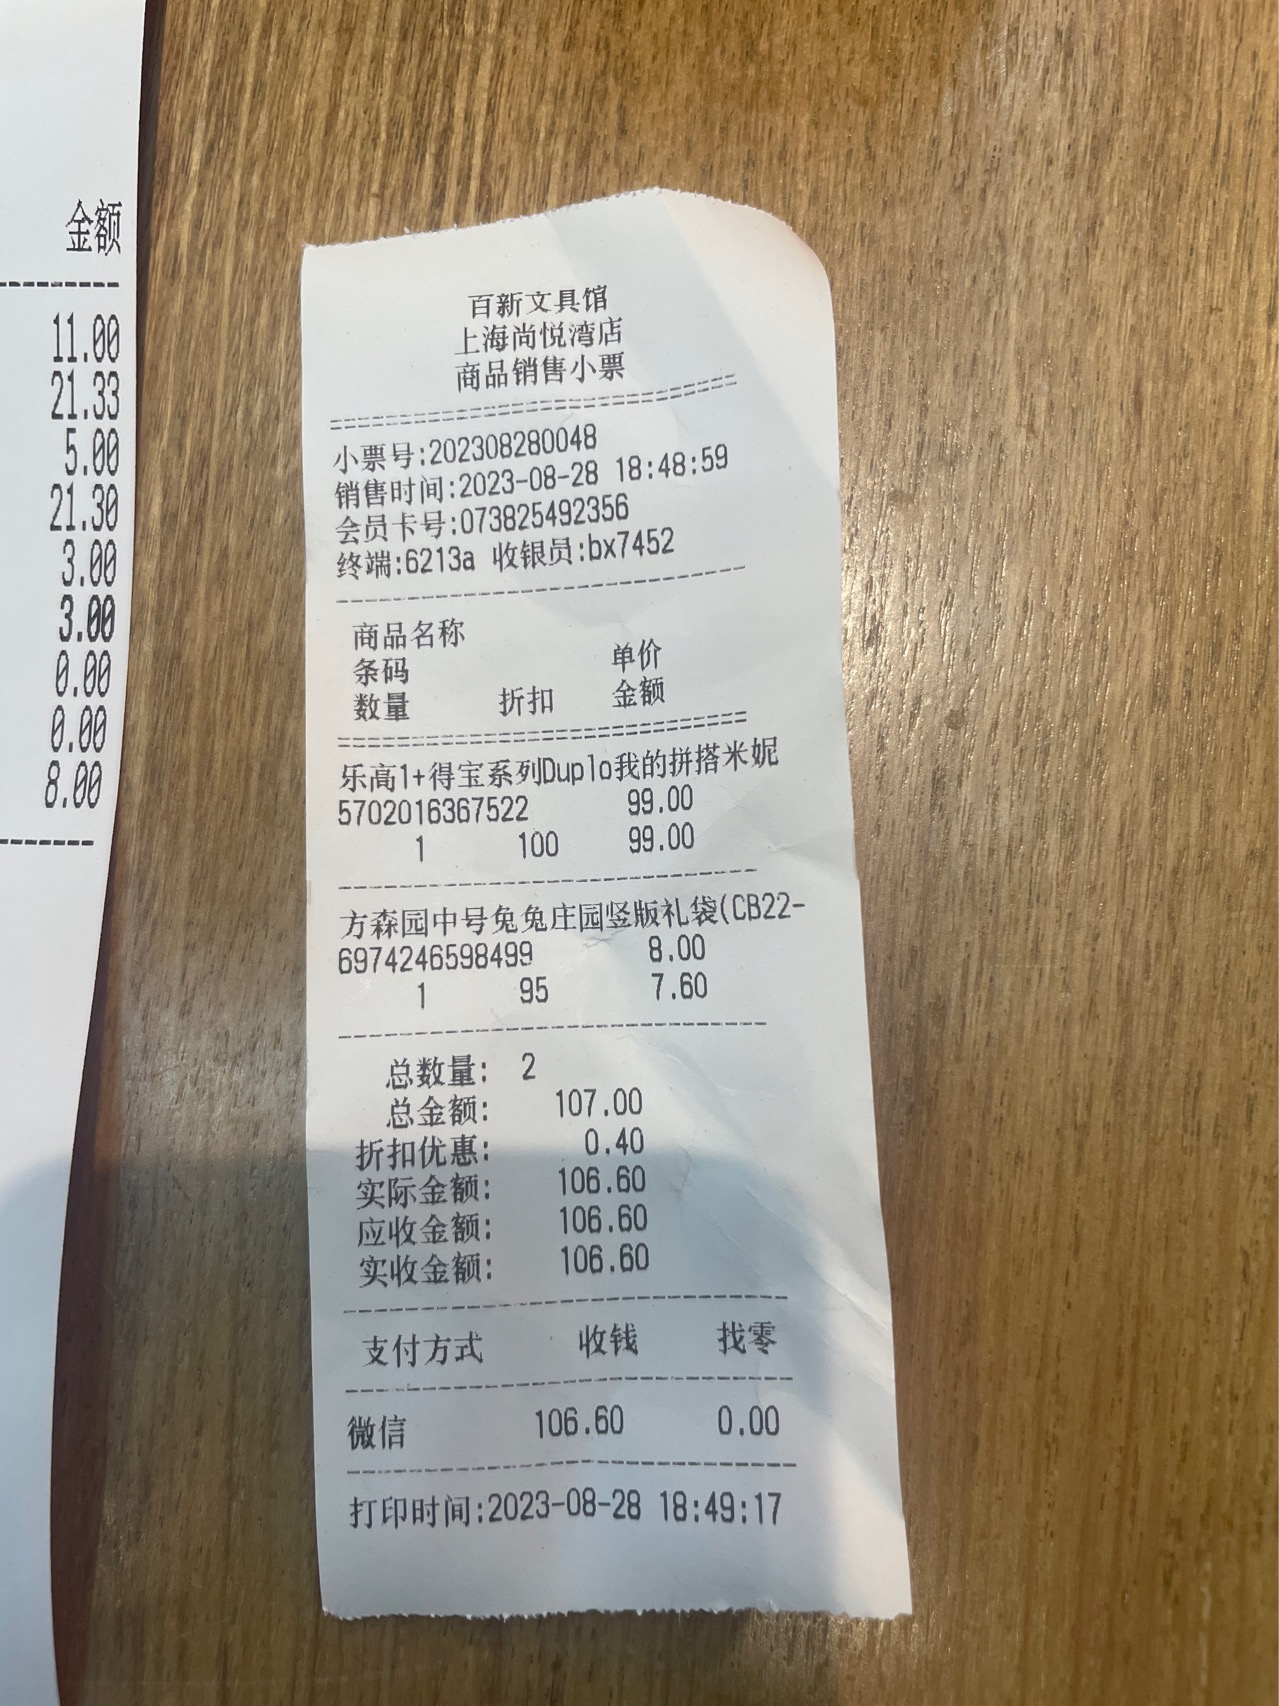 金额
11.00
21.33
5.00
21.30
3.00
3.00
0.00
0.00
8.00
百新文具馆
上海尚悦湾店
商品销售小票
小票号:202308280048
销售时间:2023-08-28 18:48:59
会员卡号:073825492356
终端:6213a 收银员:bx7452
商品名称
条码 单价
数量 折扣 金额
乐高1+得宝系列Duplo我的拼搭米妮
5702016367522 99.00
1 100 99.00
方森园中号兔兔庄园竖版礼袋(CB22-
6974246598499 8.00
1 95 7.60
总数量: 2
总金额: 107.00
折扣优惠: 0.40
实际金额: 106.60
应收金额: 106.60
实收金额: 106.60
支付方式 收钱 找零
微信 106.60 0.00
打印时间:2023-08-28 18:49:17